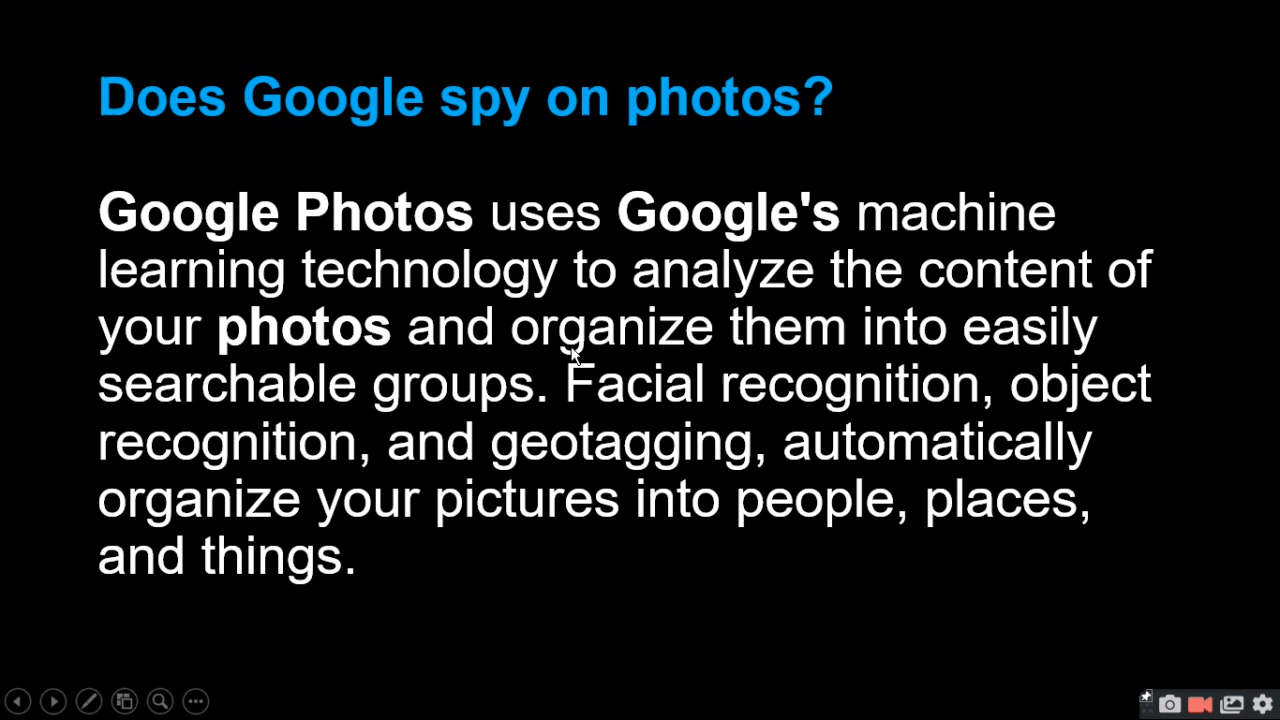 Does Google spy on photos?
Google Photos uses Google's machine
learning technology to analyze the content of
your photos and organize them into easily
searchable groups. Facial recognition, object
recognition, and geotagging, automatically
organize your pictures into people, places,
and things.